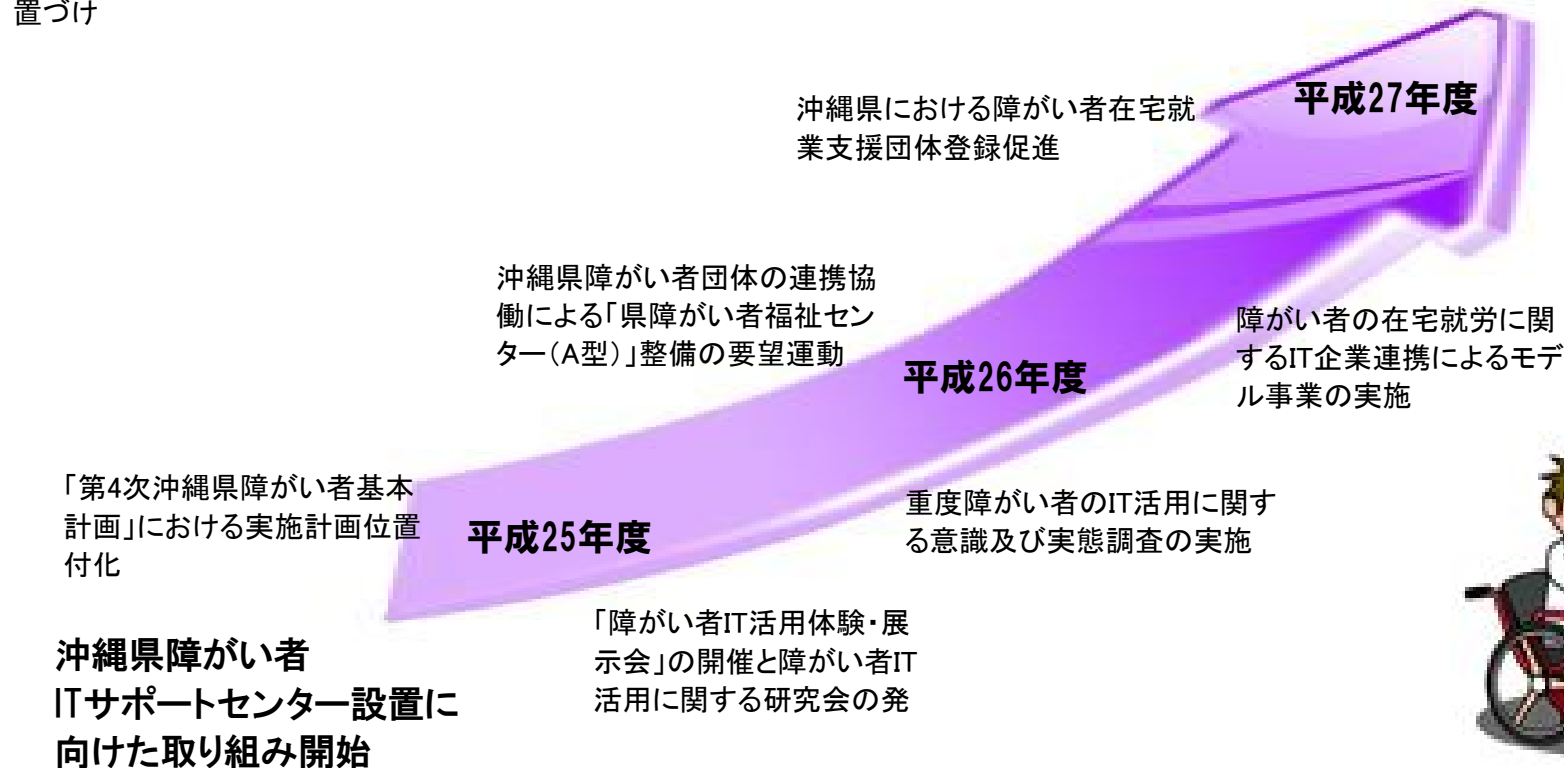 置づけ
平成27年度
沖縄県における障がい者在宅就
業支援団体登録促進
沖縄県障がい者団体の連携協
働による「県障がい者福祉セン
ター(A型)」整備の要望運動
平成26年度
障がい者の在宅就労に関
するIT企業連携によるモデ
ル事業の実施
「第4次沖縄県障がい者基本
計画」における実施計画位置
付化
平成25年度
重度障がい者のIT活用に関す
る意識及び実態調査の実施
「障がい者IT活用体験・展
示会」の開催と障がい者IT
活用に関する研究会の発
沖縄県障がい者
ITサポートセンター設置に
向けた取り組み開始